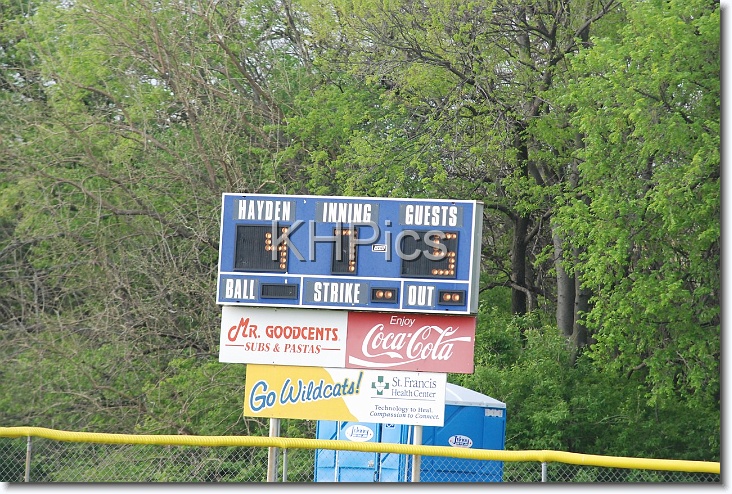 HAYDEN INNING GUESTS
KHPics
BALL STRIKE OUT
MR. GOODCENTS
SUBS & PASTAS
Enjoy
Coca-Cola
Go Wildcats!
St. Francis
Health Center
Technology to Heal.
Compassion to Connect.